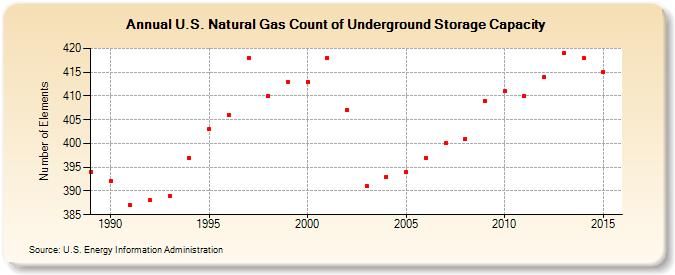 Annual U.S. Natural Gas Count of Underground Storage Capacity
Number of Elements
420
415
410
405
400
395
390
385
1990 1995 2000 2005 2010 2015
Source: U.S. Energy Information Administration